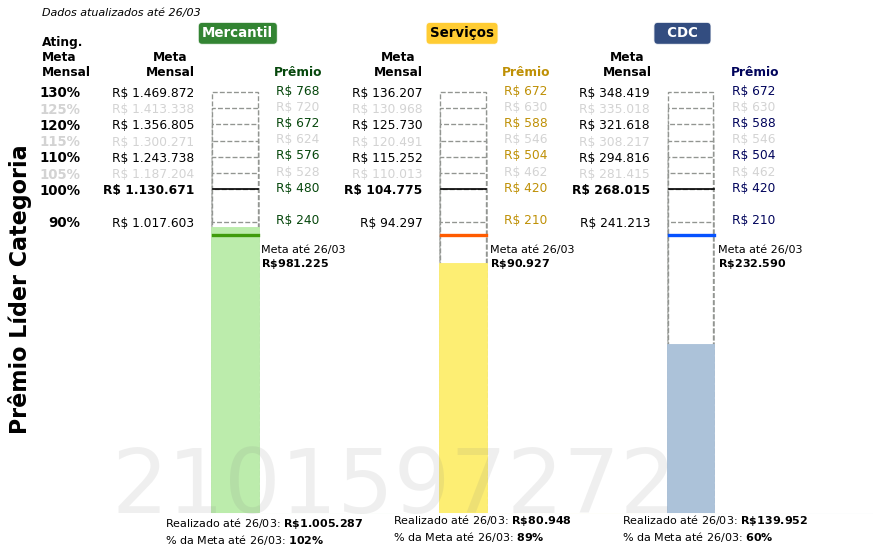 Dados atualizados até 26/03
Mercantil Serviços CDC
Ating. Meta Mensal Meta Mensal Prêmio Meta Mensal Prêmio Meta Mensal Prêmio
130% R$ 1.469.872 R$ 768 R$ 136.207 R$ 672 R$ 348.419 R$ 672
125% R$ 1.413.338 R$ 720 R$ 130.968 R$ 630 R$ 335.018 R$ 630
120% R$ 1.356.805 R$ 672 R$ 125.730 R$ 588 R$ 321.618 R$ 588
115% R$ 1.300.271 R$ 624 R$ 120.491 R$ 546 R$ 308.217 R$ 546
110% R$ 1.243.738 R$ 576 R$ 115.252 R$ 504 R$ 294.816 R$ 504
105% R$ 1.187.204 R$ 528 R$ 110.013 R$ 462 R$ 281.415 R$ 462
100% R$ 1.130.671 R$ 480 R$ 104.775 R$ 420 R$ 268.015 R$ 420
90% R$ 1.017.603 R$ 240 R$ 94.297 R$ 210 R$ 241.213 R$ 210
Meta até 26/03 Meta até 26/03 Meta até 26/03
R$981.225 R$90.927 R$232.590
Prêmio Líder Categoria
2101597272
Realizado até 26/03: R$1.005.287 Realizado até 26/03: R$80.948 Realizado até 26/03: R$139.952
% da Meta até 26/03: 102% % da Meta até 26/03: 89% % da Meta até 26/03: 60%